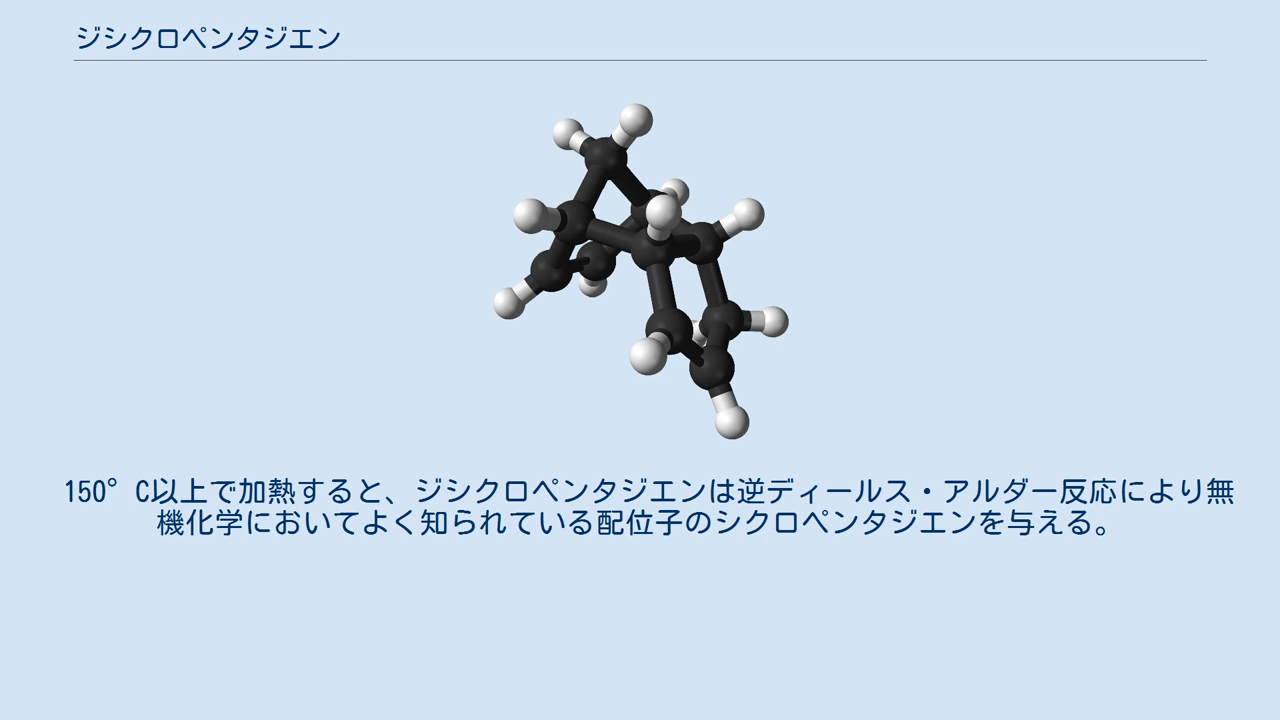 ジシクロペンタジエン
150°C以上で加熱すると、ジシクロペンタジエンは逆ディールス・アルダー反応により無
機化学においてよく知られている配位子のシクロペンタジエンを与える。